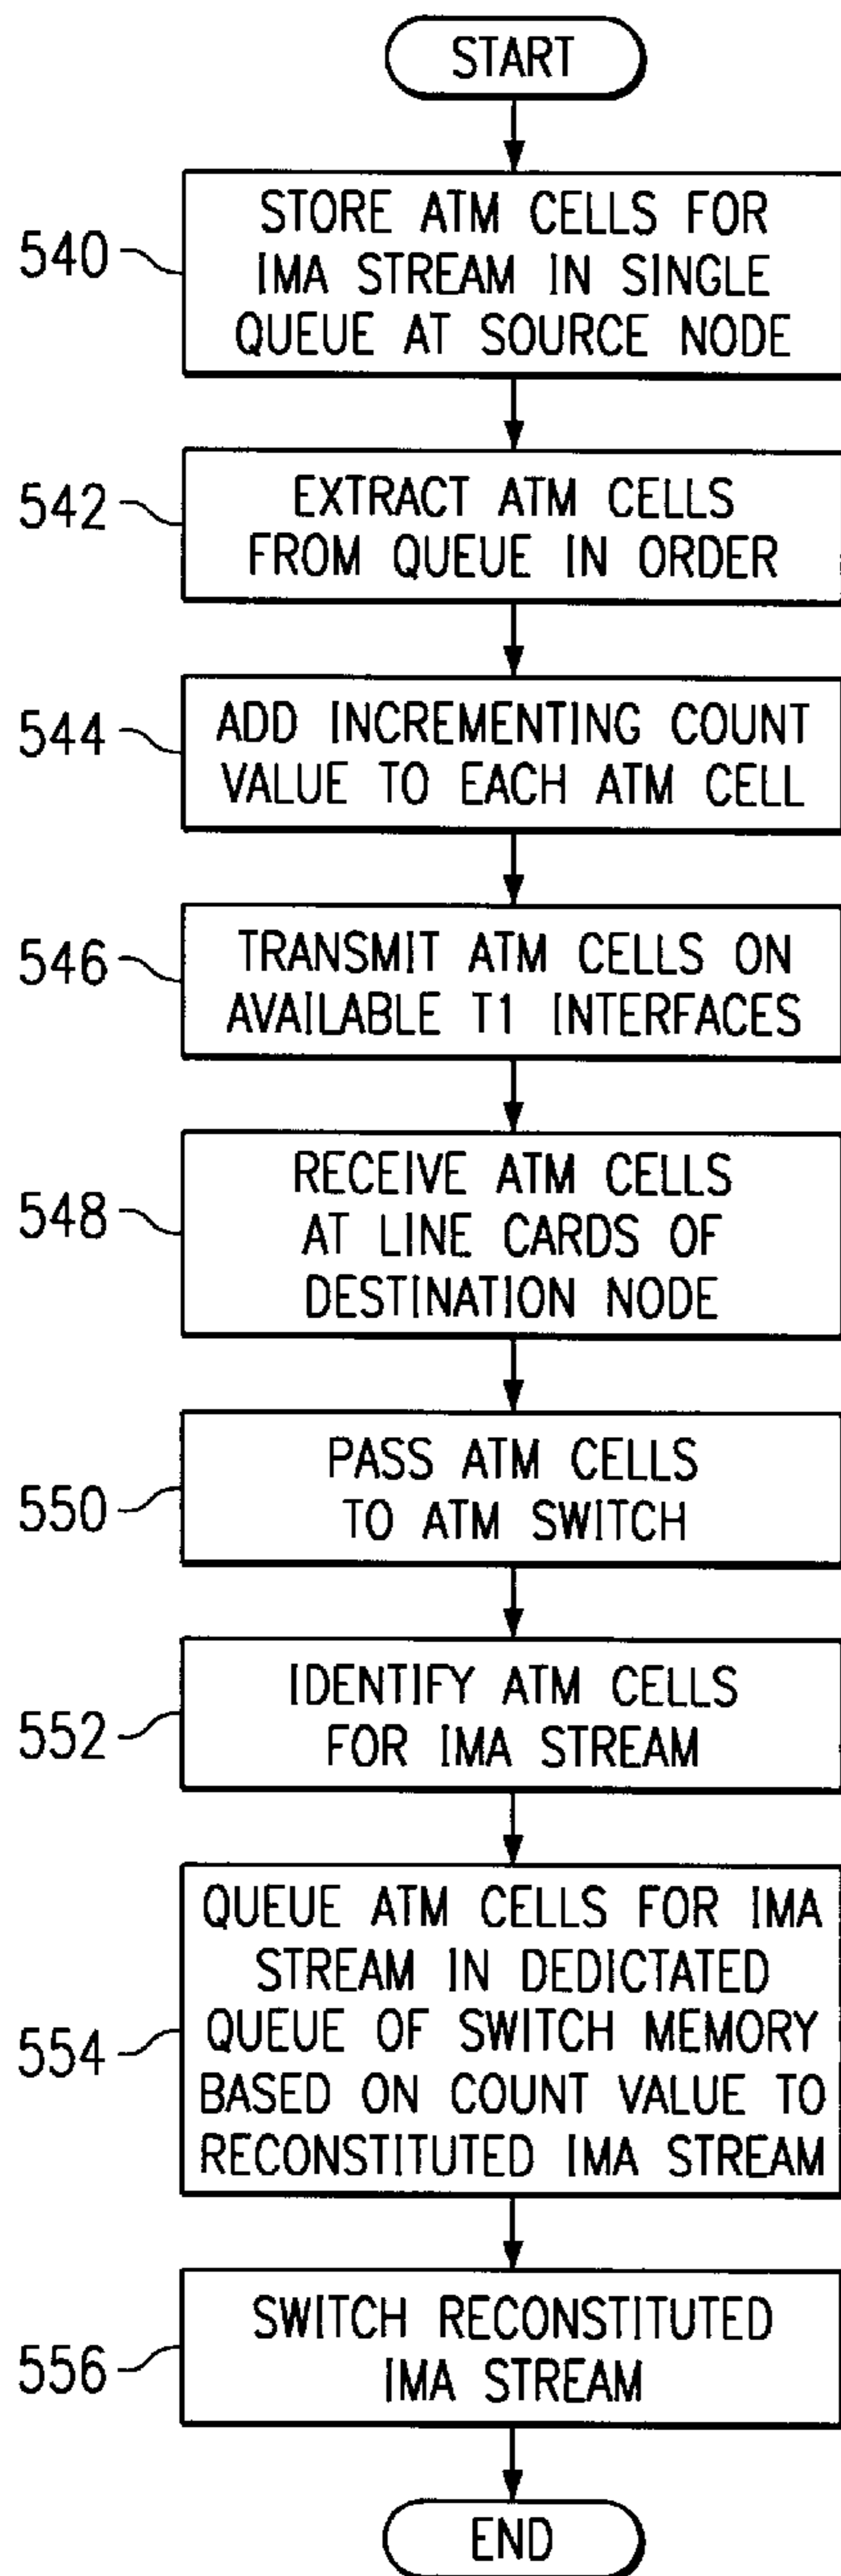 START
540
STORE ATM CELLS FOR
IMA STREAM IN SINGLE
QUEUE AT SOURCE NODE
542
EXTRACT ATM CELLS
FROM QUEUE IN ORDER
544
ADD INCREMENTING COUNT
VALUE TO EACH ATM CELL
546
TRANSMIT ATM CELLS ON
AVAILABLE T1 INTERFACES
548
RECEIVE ATM CELLS
AT LINE CARDS OF
DESTINATION NODE
550
PASS ATM CELLS
TO ATM SWITCH
552
IDENTIFY ATM CELLS
FOR IMA STREAM
554
QUEUE ATM CELLS FOR IMA
STREAM IN DEDICTATED
QUEUE OF SWITCH MEMORY
BASED ON COUNT VALUE TO
RECONSTITUTED IMA STREAM
556
SWITCH RECONSTITUTED
IMA STREAM
END